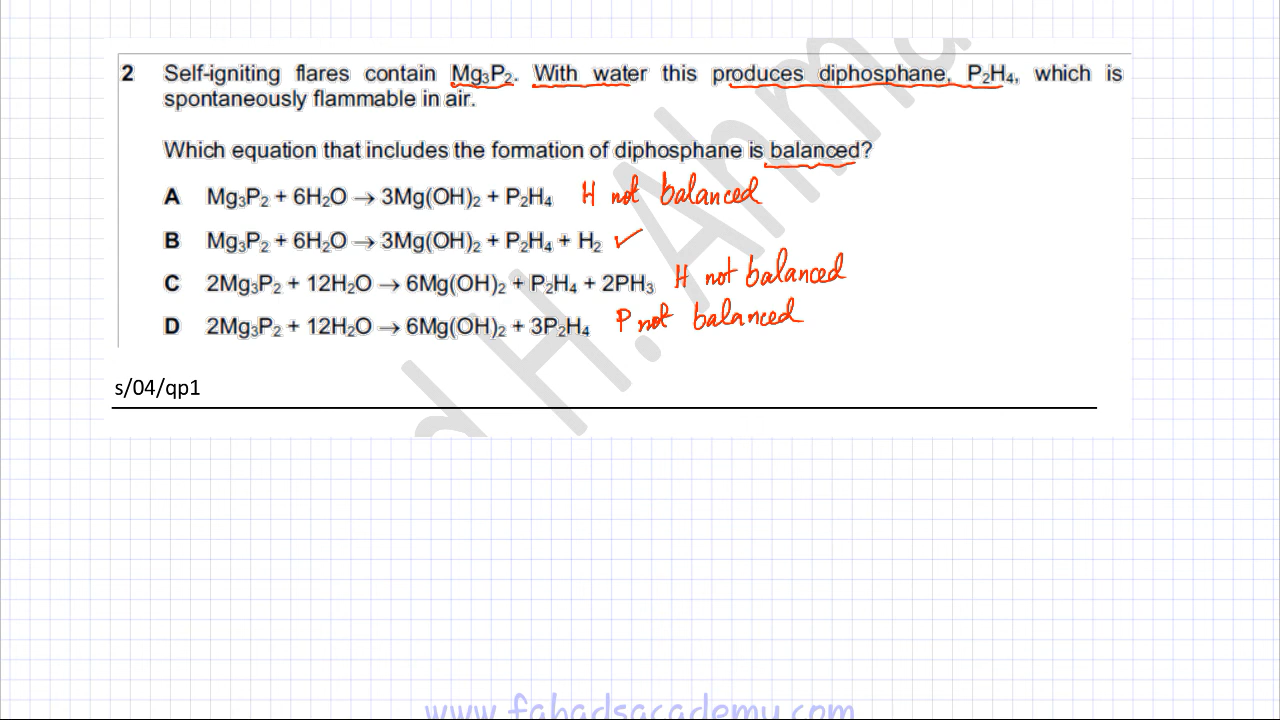 2 Self-igniting flares contain Mg₃P₂. With water this produces diphosphane, P₂H₄, which is
spontaneously flammable in air.
Which equation that includes the formation of diphosphane is balanced?
A Mg₃P₂ + 6H₂O → 3Mg(OH)₂ + P₂H₄ H not balanced
B Mg₃P₂ + 6H₂O → 3Mg(OH)₂ + P₂H₄ + H₂ ✓
C 2Mg₃P₂ + 12H₂O → 6Mg(OH)₂ + P₂H₄ + 2PH₃ H not balanced
D 2Mg₃P₂ + 12H₂O → 6Mg(OH)₂ + 3P₂H₄ P not balanced
s/04/qp1
H. Ahma
www.fahadsacademy.com